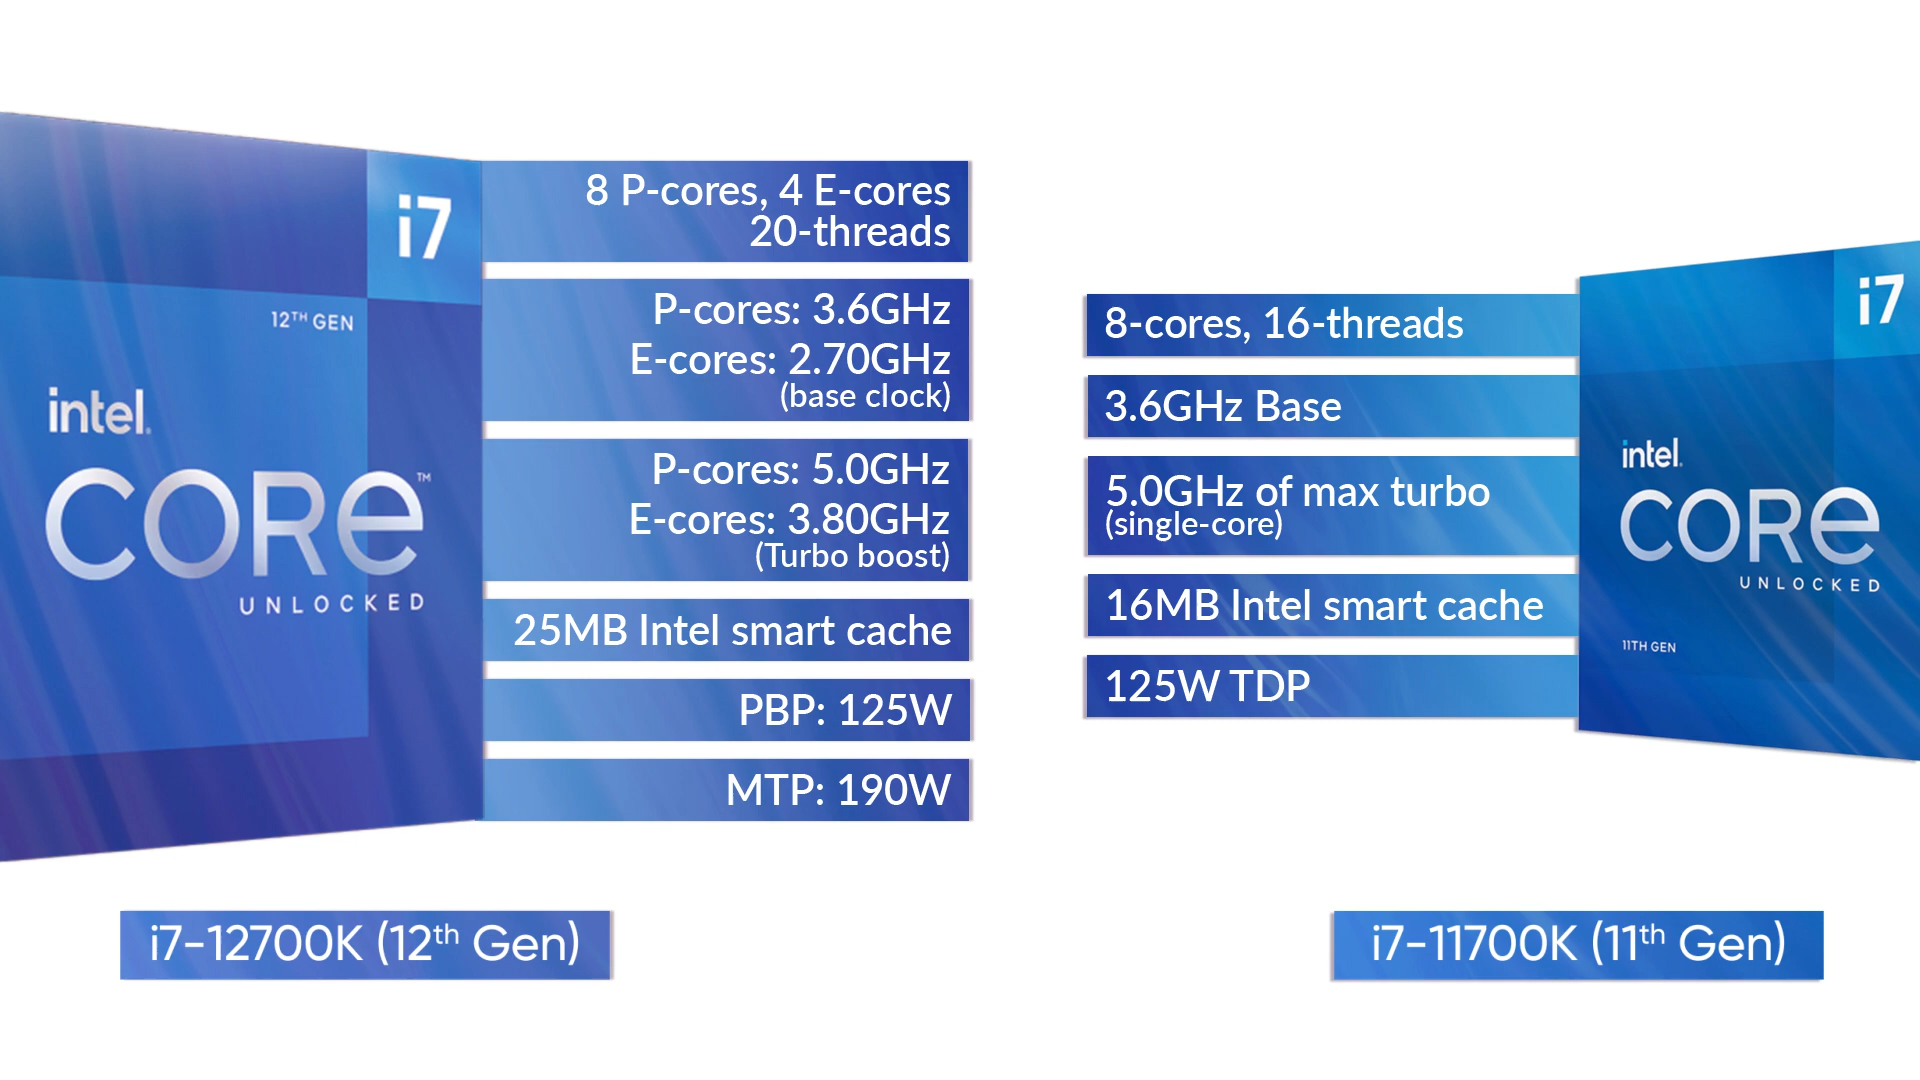 i7
12TH GEN
intel.
CORe™
UNLOCKED
8 P-cores, 4 E-cores
20-threads
P-cores: 3.6GHz
E-cores: 2.70GHz
(base clock)
P-cores: 5.0GHz
E-cores: 3.80GHz
(Turbo boost)
25MB Intel smart cache
PBP: 125W
MTP: 190W
i7-12700K (12th Gen)
8-cores, 16-threads
3.6GHz Base
5.0GHz of max turbo
(single-core)
16MB Intel smart cache
125W TDP
i7
intel.
CORe
UNLOCKED
11TH GEN
i7-11700K (11th Gen)